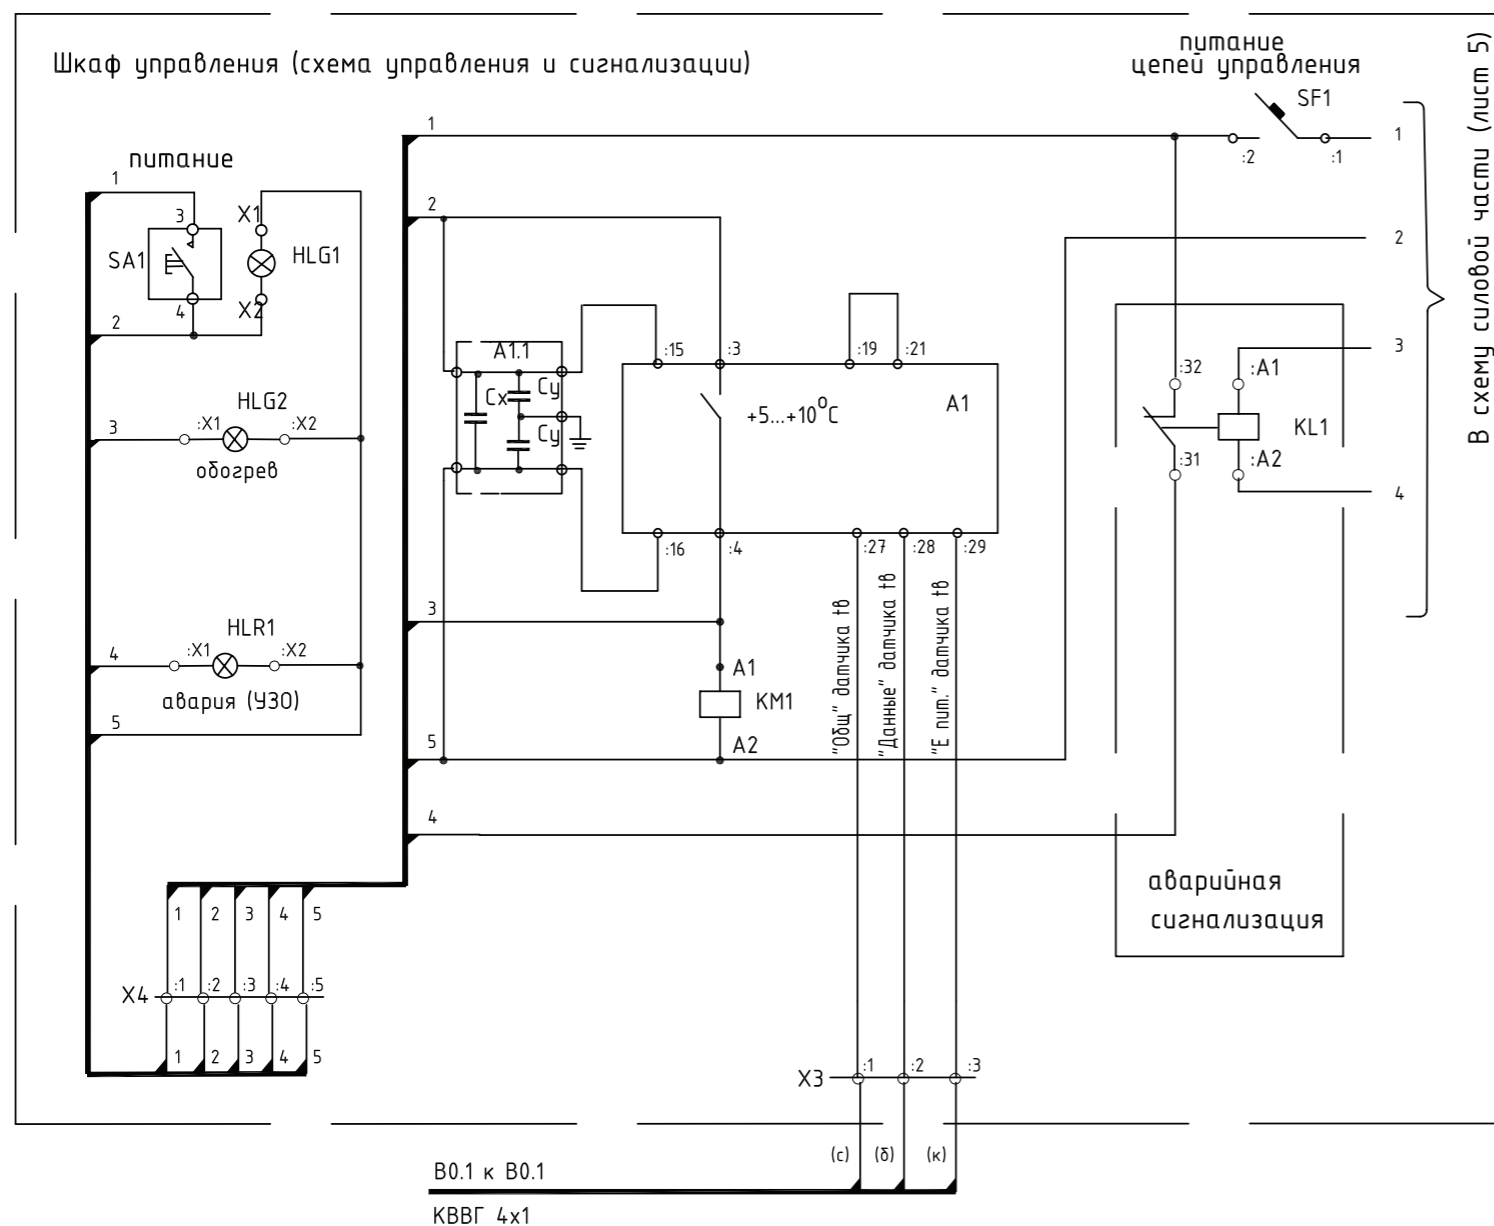 Шкаф управления (схема управления и сигнализации)
питание
цепей управления
SF1
:2
:1
1
2
3
4
В схему силовой части (лист 5)
питание
1
3
SA1
4
2
X1
HLG1
X2
HLG2
3
:X1
:X2
обогрев
HLR1
4
:X1
:X2
авария (УЗО)
5
1
2
A1.1
Cx
Cy
Cy
:15
:3
:19
:21
+5...+10°C
A1
:16
:4
:27
:28
:29
"Общ" датчика tв
"Данные" датчика tв
"E пит." датчика tв
3
A1
KM1
A2
5
4
:32
:31
:A1
KL1
:A2
аварийная
сигнализация
1
2
3
4
5
X4
:1
:2
:3
:4
:5
1
2
3
4
5
X3
:1
:2
:3
(с)
(б)
(к)
В0.1 к В0.1
КВВГ 4х1